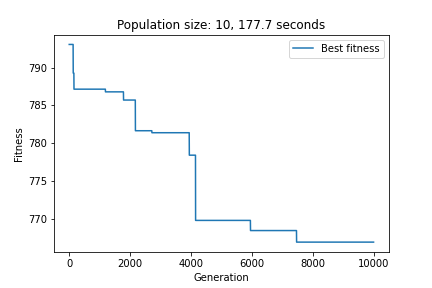 Population size: 10, 177.7 seconds
Best fitness
790
785
780
775
770
Fitness
0 2000 4000 6000 8000 10000
Generation